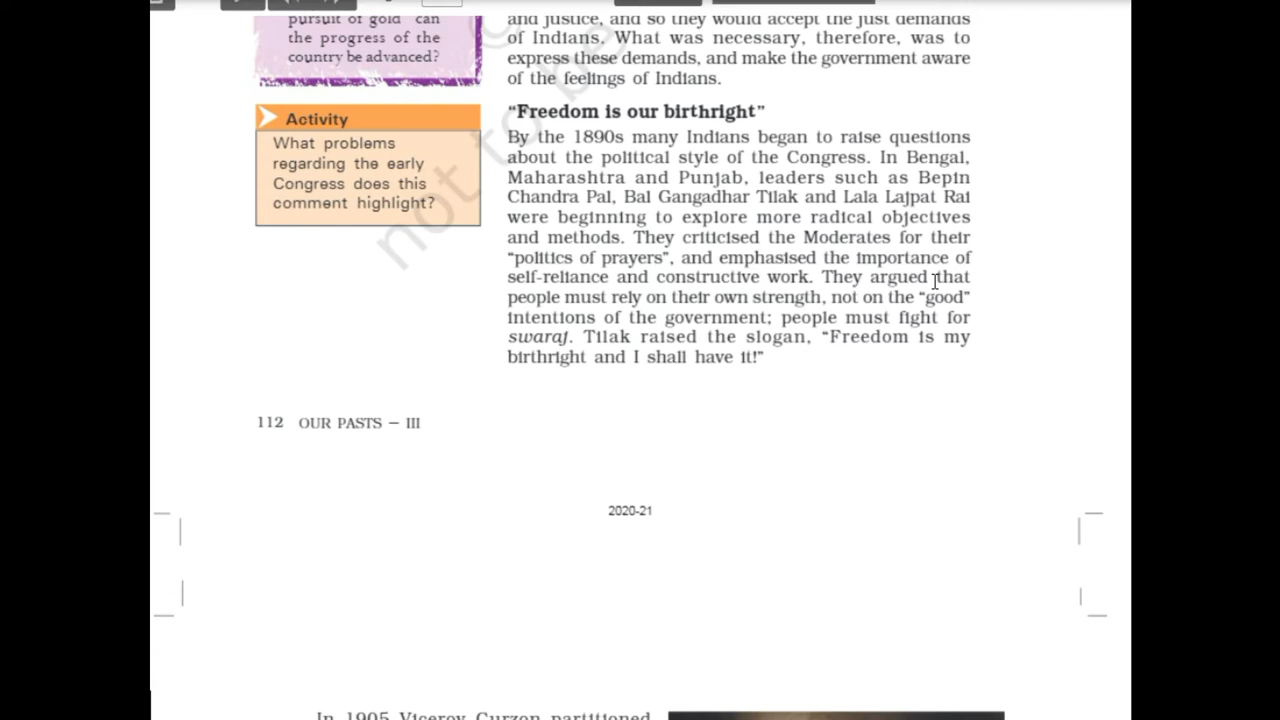 pursuit of gold can
the progress of the
country be advanced?
Activity
What problems
regarding the early
Congress does this
comment highlight?
and justice, and so they would accept the just demands
of Indians. What was necessary, therefore, was to
express these demands, and make the government aware
of the feelings of Indians.
“Freedom is our birthright”
By the 1890s many Indians began to raise questions
about the political style of the Congress. In Bengal,
Maharashtra and Punjab, leaders such as Bepin
Chandra Pal, Bal Gangadhar Tilak and Lala Lajpat Rai
were beginning to explore more radical objectives
and methods. They criticised the Moderates for their
“politics of prayers”, and emphasised the importance of
self-reliance and constructive work. They argued that
people must rely on their own strength, not on the “good”
intentions of the government; people must fight for
swaraj. Tilak raised the slogan, “Freedom is my
birthright and I shall have it!”
not to be
112 OUR PASTS – III
2020-21
In 1905 Viceroy Curzon partitioned